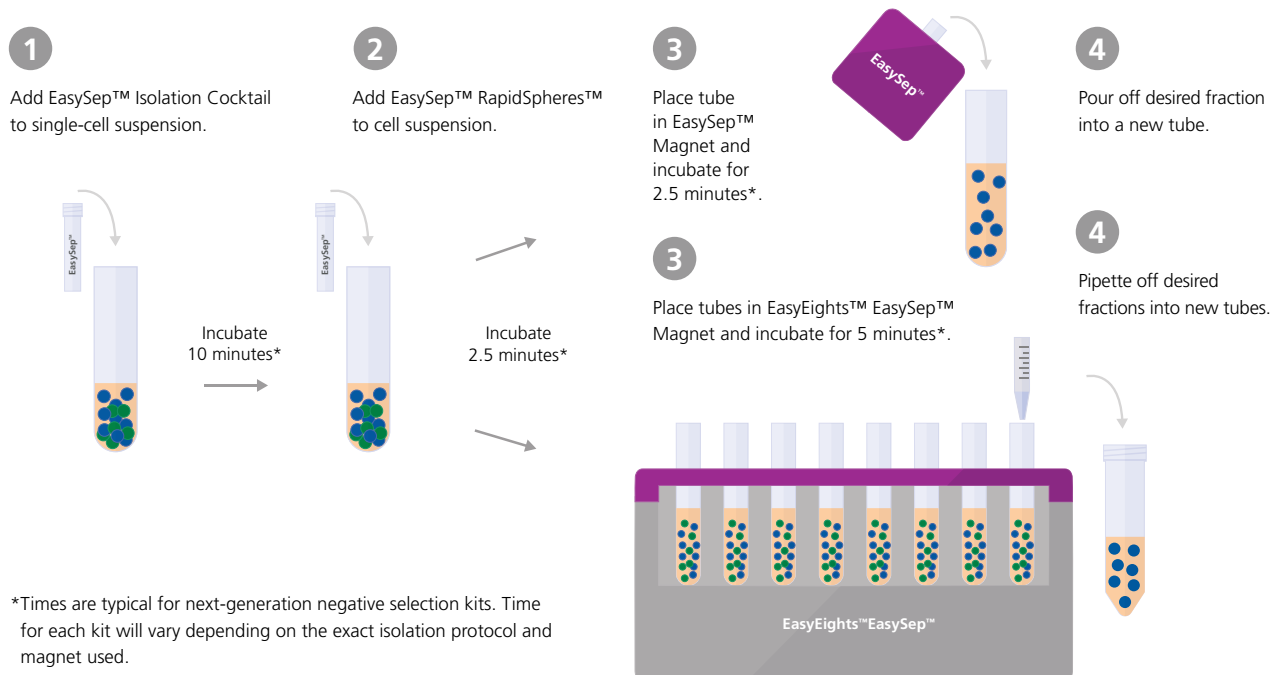 1
Add EasySep™ Isolation Cocktail
to single-cell suspension.
EasySep™
Incubate
10 minutes*
2
Add EasySep™ RapidSpheres™
to cell suspension.
EasySep™
Incubate
2.5 minutes*
3
Place tube
in EasySep™
Magnet and
incubate for
2.5 minutes*.
EasySep™
4
Pour off desired fraction
into a new tube.
3
Place tubes in EasyEights™ EasySep™
Magnet and incubate for 5 minutes*.
4
Pipette off desired
fractions into new tubes.
EasyEights™EasySep™
*Times are typical for next-generation negative selection kits. Time
for each kit will vary depending on the exact isolation protocol and
magnet used.